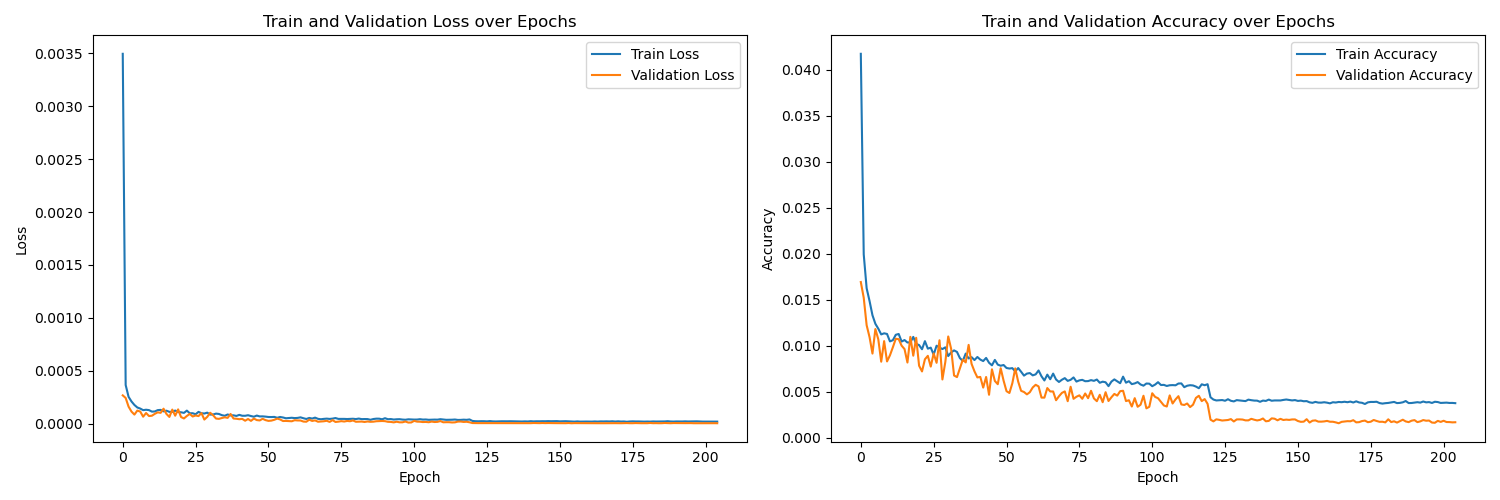 Train and Validation Loss over Epochs
Train Loss
Validation Loss
0.0035
0.0030
0.0025
0.0020
0.0015
0.0010
0.0005
0.0000
Loss
0 25 50 75 100 125 150 175 200
Epoch
Train and Validation Accuracy over Epochs
Train Accuracy
Validation Accuracy
0.040
0.035
0.030
0.025
0.020
0.015
0.010
0.005
0.000
Accuracy
0 25 50 75 100 125 150 175 200
Epoch